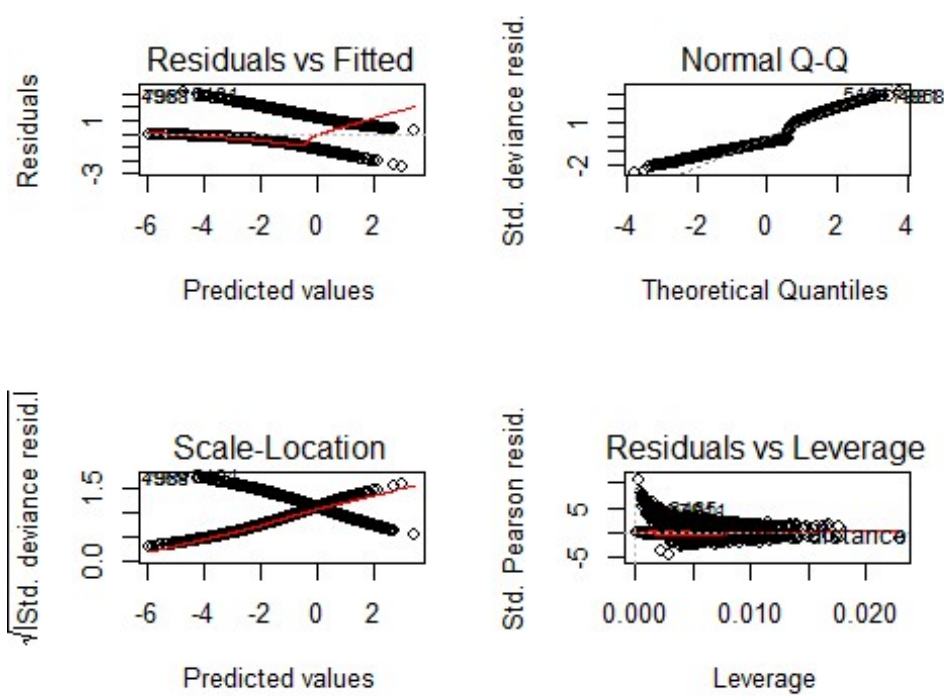 Residuals vs Fitted
Residuals
1
-3
-6 -4 -2 0 2
Predicted values
Normal Q-Q
Std. deviance resid.
1
-2
-4 -2 0 2 4
Theoretical Quantiles
Scale-Location
√|Std. deviance resid.|
1.5
0.0
-6 -4 -2 0 2
Predicted values
Residuals vs Leverage
Std. Pearson resid.
5
-5
distance
0.000 0.010 0.020
Leverage